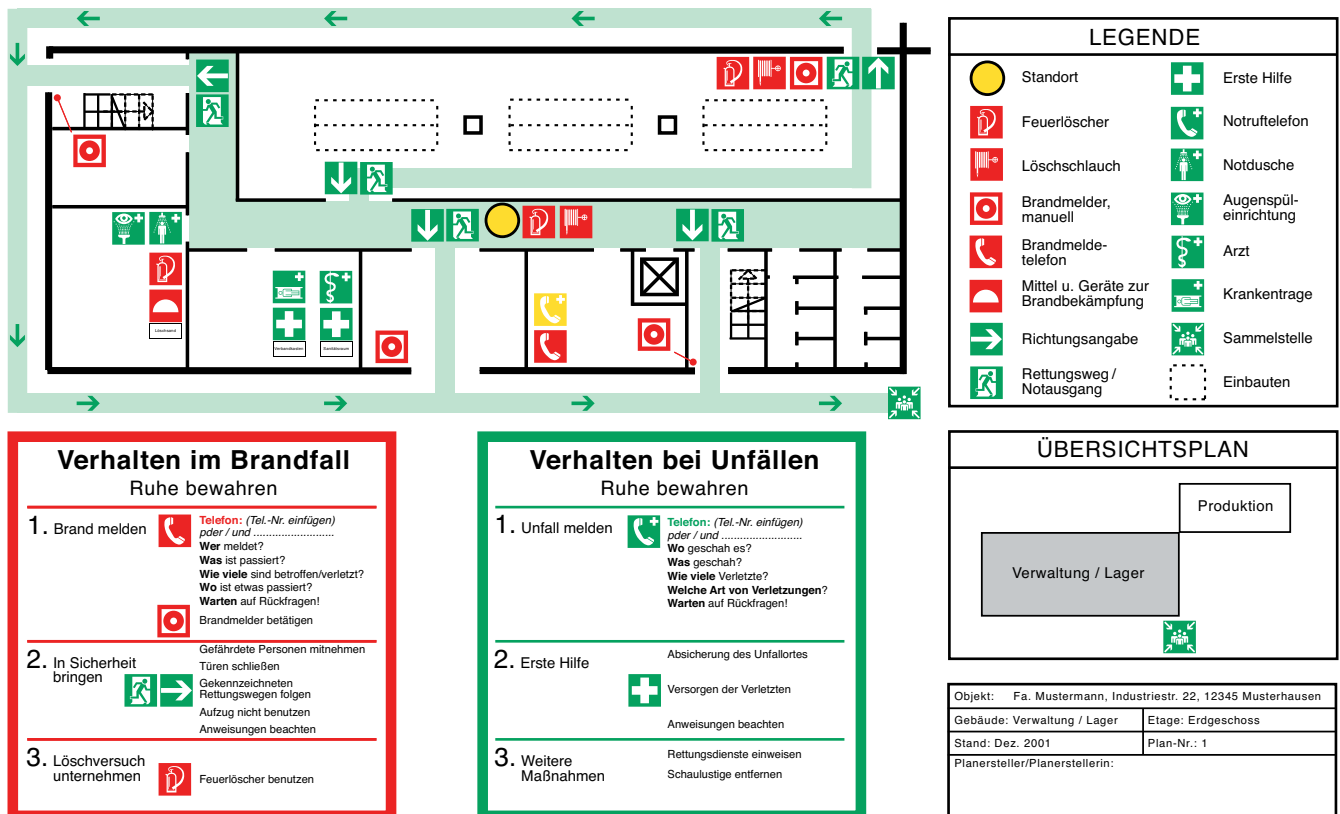 Löschsand
Verbandkasten
Sanitätsraum
LEGENDE
Standort
Erste Hilfe
Feuerlöscher
Notruftelefon
Löschschlauch
Notdusche
Brandmelder,
manuell
Augenspül-
einrichtung
Brandmelde-
telefon
Arzt
Mittel u. Geräte zur
Brandbekämpfung
Krankentrage
Richtungsangabe
Sammelstelle
Rettungsweg /
Notausgang
Einbauten
Verhalten im Brandfall
Ruhe bewahren
1. Brand melden
Telefon: (Tel.-Nr. einfügen)
pder / und ..........................
Wer meldet?
Was ist passiert?
Wie viele sind betroffen/verletzt?
Wo ist etwas passiert?
Warten auf Rückfragen!
Brandmelder betätigen
2. In Sicherheit
bringen
Gefährdete Personen mitnehmen
Türen schließen
Gekennzeichneten
Rettungswegen folgen
Aufzug nicht benutzen
Anweisungen beachten
3. Löschversuch
unternehmen
Feuerlöscher benutzen
Verhalten bei Unfällen
Ruhe bewahren
1. Unfall melden
Telefon: (Tel.-Nr. einfügen)
pder / und ..........................
Wo geschah es?
Was geschah?
Wie viele Verletzte?
Welche Art von Verletzungen?
Warten auf Rückfragen!
2. Erste Hilfe
Absicherung des Unfallortes
Versorgen der Verletzten
Anweisungen beachten
3. Weitere
Maßnahmen
Rettungsdienste einweisen
Schaulustige entfernen
ÜBERSICHTSPLAN
Produktion
Verwaltung / Lager
Objekt: Fa. Mustermann, Industriestr. 22, 12345 Musterhausen
Gebäude: Verwaltung / Lager
Etage: Erdgeschoss
Stand: Dez. 2001
Plan-Nr.: 1
Planersteller/Planerstellerin: